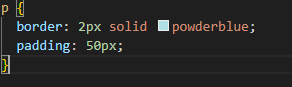 p {
border: 2px solid powderblue;
padding: 50px;
}